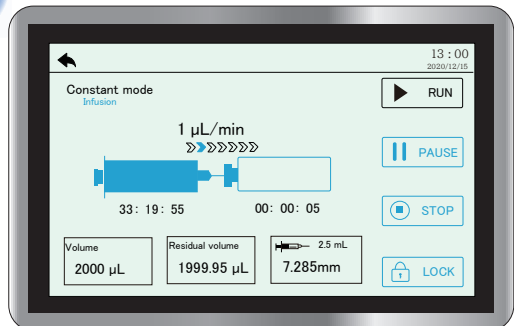 13 : 00
2020/12/15
Constant mode
Infusion
RUN
1 µL/min
PAUSE
33: 19: 55
00: 00: 05
STOP
Volume
2000 µL
Residual volume
1999.95 µL
2.5 mL
7.285mm
LOCK